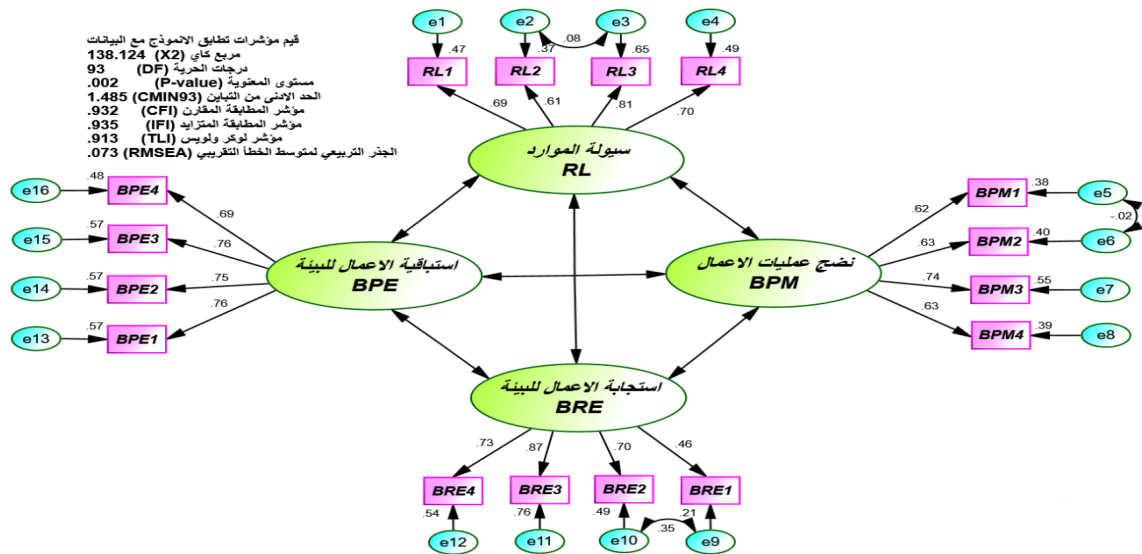 قيم مؤشرات تطابق الانموذج مع البيانات
مربع كاي (X2) 138.124
درجات الحرية (DF) 93
مستوى المعنوية (P-value) .002
الحد الادنى من التباين (CMIN93) 1.485
مؤشر المطابقة المقارن (CFI) .932
مؤشر المطابقة المتزايد (IFI) .935
مؤشر لوكر ولويس (TLI) .913
الجذر التربيعي لمتوسط الخطأ التقريبي (RMSEA) .073
e1 e2 e3 e4
.08
.47 .37 .65 .49
RL1 RL2 RL3 RL4
.69 .61 .81 .70
سيولة الموارد
RL
e16 .48 BPE4 .69
e15 .57 BPE3 .76
e14 .57 BPE2 .75
e13 .57 BPE1 .76
استباقية الاعمال للبيئة
BPE
نضج عمليات الاعمال
BPM
.62 BPM1 .38 e5
-.02
.63 BPM2 .40 e6
.74 BPM3 .55 e7
.63 BPM4 .39 e8
استجابة الاعمال للبيئة
BRE
.73 .87 .70 .46
BRE4 BRE3 BRE2 BRE1
.54 .76 .49 .21
.35
e12 e11 e10 e9